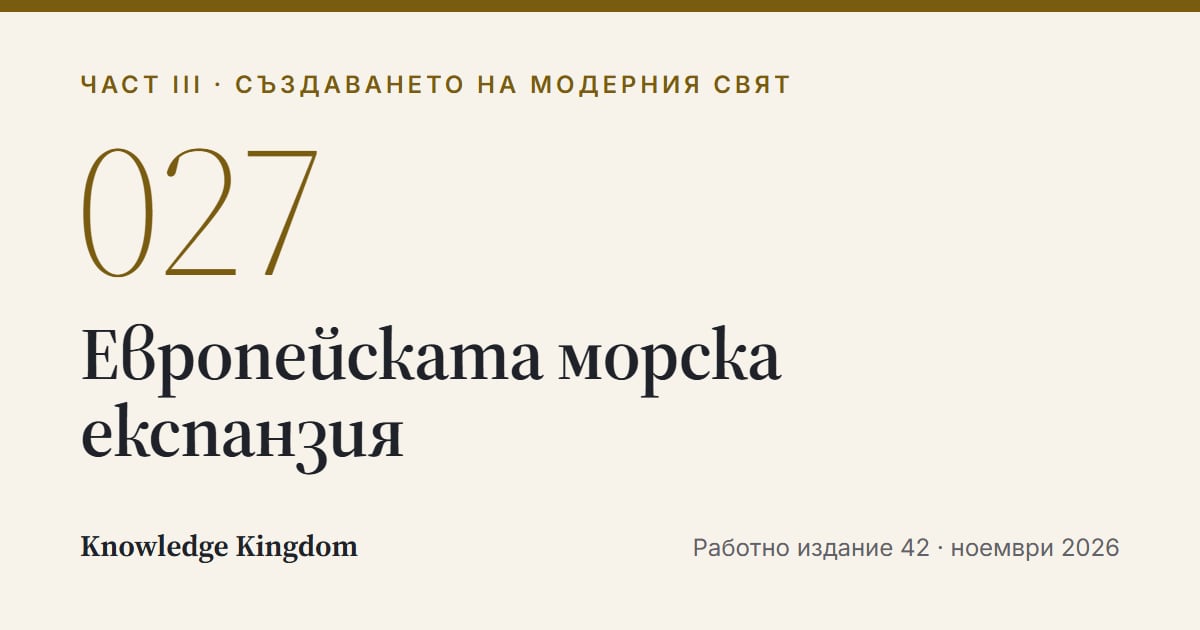 ЧАСТ III · СЪЗДАВАНЕТО НА МОДЕРНИЯ СВЯТ
027
Европейската морска
експанзия
Knowledge Kingdom
Работно издание 42 · ноември 2026